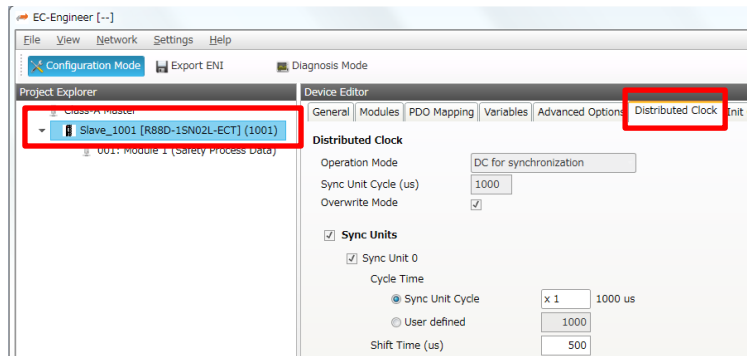 EC-Engineer [--]
File View Network Settings Help
Configuration Mode Export ENI Diagnosis Mode
Project Explorer
Class-A Master
Slave_1001 [R88D-1SN02L-ECT] (1001)
001: Module 1 (Safety Process Data)
Device Editor
General Modules PDO Mapping Variables Advanced Options Distributed Clock Init
Distributed Clock
Operation Mode DC for synchronization
Sync Unit Cycle (us) 1000
Overwrite Mode
Sync Units
Sync Unit 0
Cycle Time
Sync Unit Cycle x 1 1000 us
User defined 1000
Shift Time (us) 500